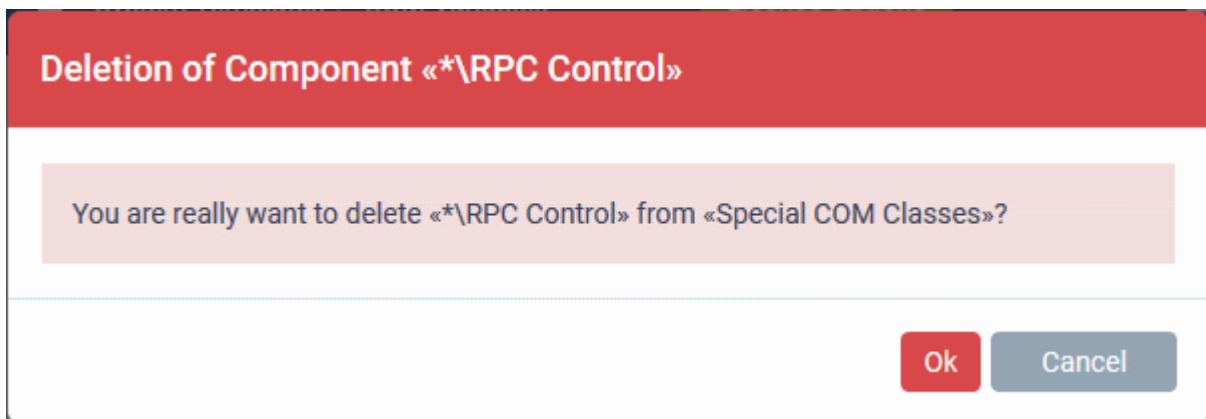 Deletion of Component «*\RPC Control»
You are really want to delete «*\RPC Control» from «Special COM Classes»?
Ok
Cancel